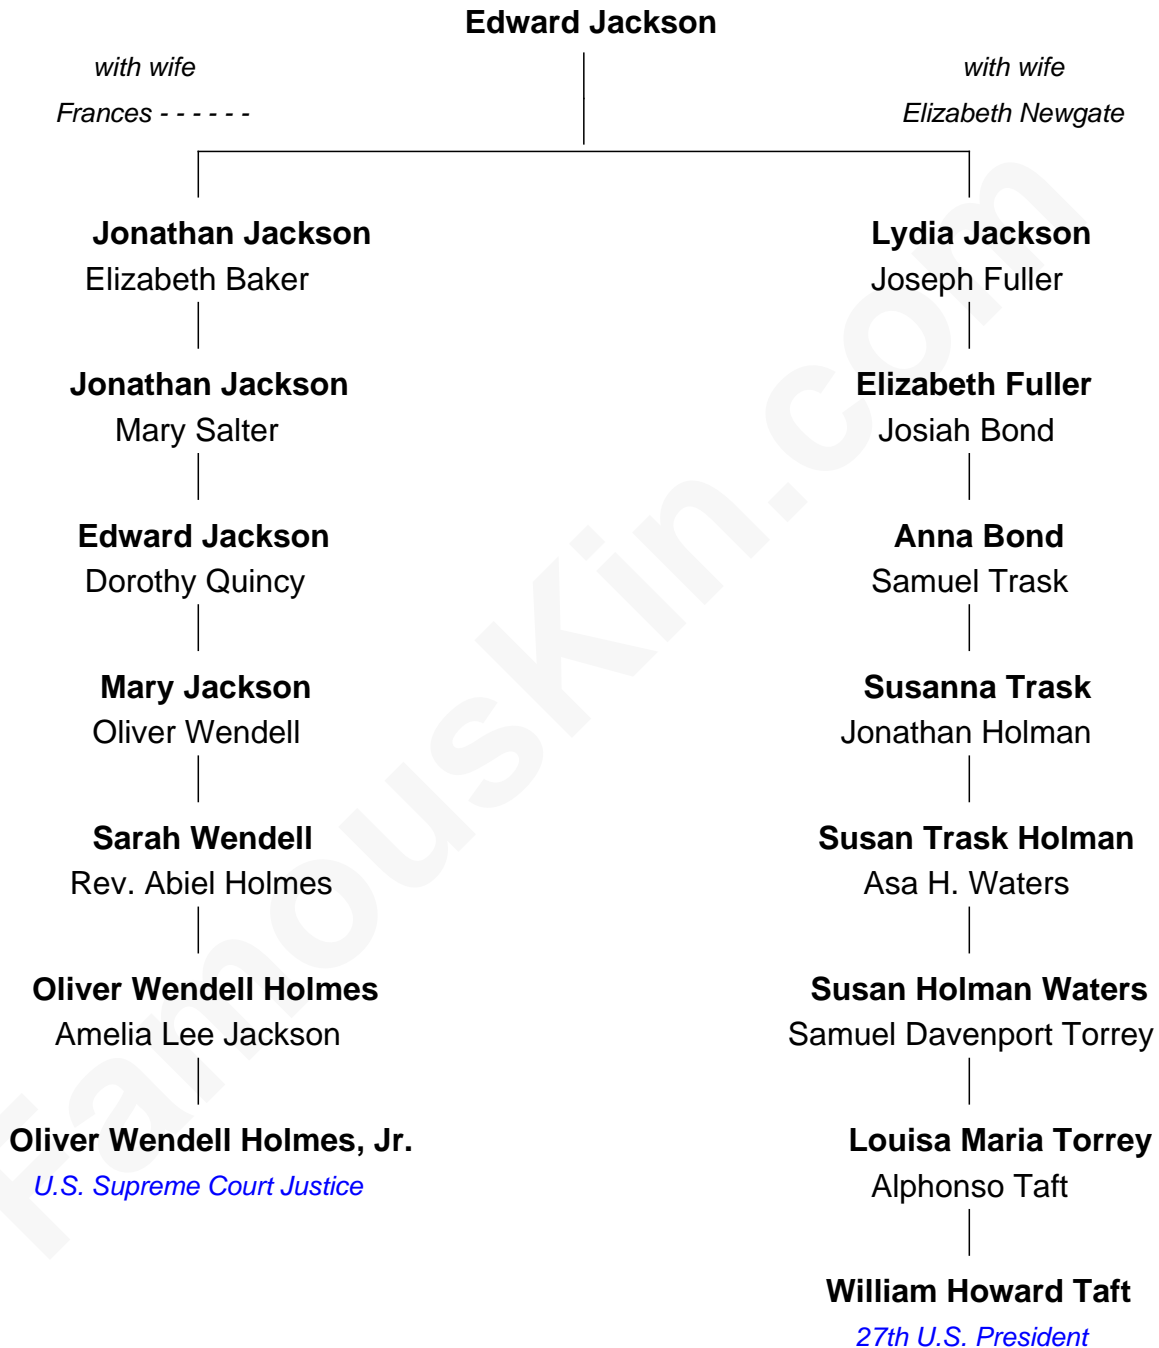 Edward Jackson
with wife
Frances - - - - - -
with wife
Elizabeth Newgate
Jonathan Jackson
Elizabeth Baker
Jonathan Jackson
Mary Salter
Edward Jackson
Dorothy Quincy
Mary Jackson
Oliver Wendell
Sarah Wendell
Rev. Abiel Holmes
Oliver Wendell Holmes
Amelia Lee Jackson
Oliver Wendell Holmes, Jr.
U.S. Supreme Court Justice
Lydia Jackson
Joseph Fuller
Elizabeth Fuller
Josiah Bond
Anna Bond
Samuel Trask
Susanna Trask
Jonathan Holman
Susan Trask Holman
Asa H. Waters
Susan Holman Waters
Samuel Davenport Torrey
Louisa Maria Torrey
Alphonso Taft
William Howard Taft
27th U.S. President
FamousKin.com